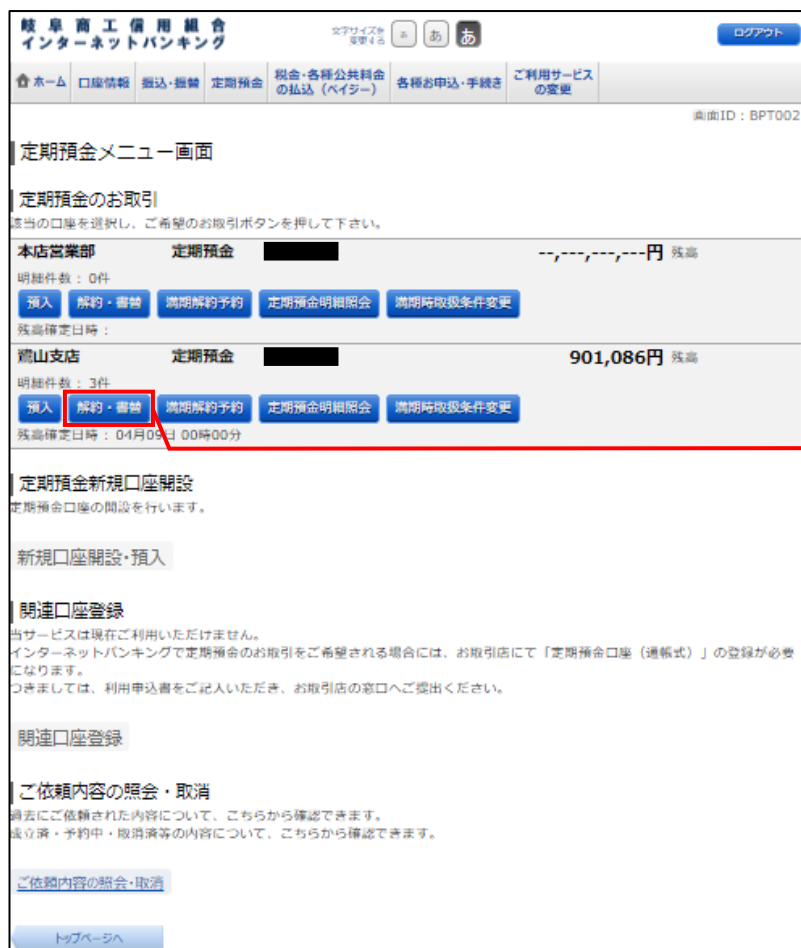 岐阜商工信用組合
インターネットバンキング
文字サイズを
変更する
あ あ あ
ログアウト
ホーム 口座情報 振込・振替 定期預金 税金・各種公共料金の払込（ペイジー） 各種お申込・手続き ご利用サービスの変更
画面ID：BPT002
定期預金メニュー画面
定期預金のお取引
該当の口座を選択し、ご希望のお取引ボタンを押して下さい。
本店営業部 定期預金 --,---,---,---円 残高
明細件数：0件
預入 解約・書替 満期解約予約 定期預金明細照会 満期時取扱条件変更
残高確定日時：
鷺山支店 定期預金 901,086円 残高
明細件数：3件
預入 解約・書替 満期解約予約 定期預金明細照会 満期時取扱条件変更
残高確定日時：04月09日 00時00分
定期預金新規口座開設
定期預金口座の開設を行います。
新規口座開設・預入
関連口座登録
当サービスは現在ご利用いただけません。
インターネットバンキングで定期預金のお取引をご希望される場合には、お取引店にて「定期預金口座（通帳式）」の登録が必要
になります。
つきましては、利用申込書をご記入いただき、お取引店の窓口へご提出ください。
関連口座登録
ご依頼内容の照会・取消
過去にご依頼された内容について、こちらから確認できます。
成立済・予約中・取消済等の内容について、こちらから確認できます。
ご依頼内容の照会・取消
トップページへ